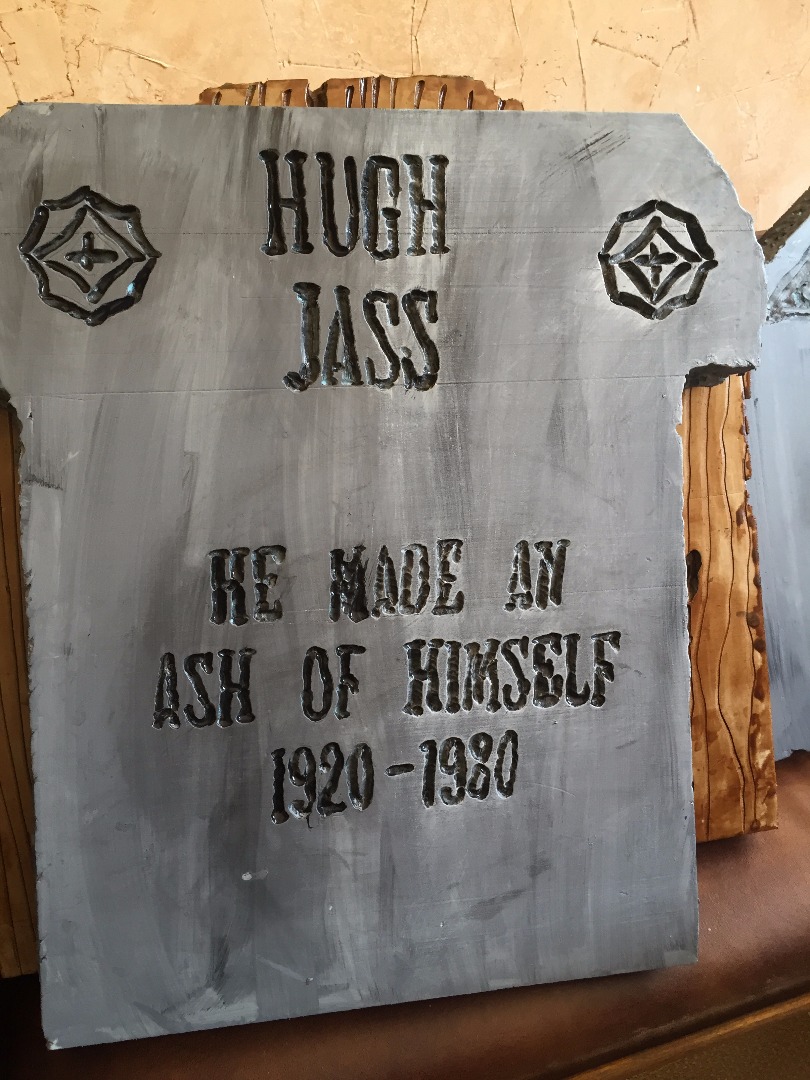 HUGH
JASS
HE MADE AN
ASH OF HIMSELF
1920-1980